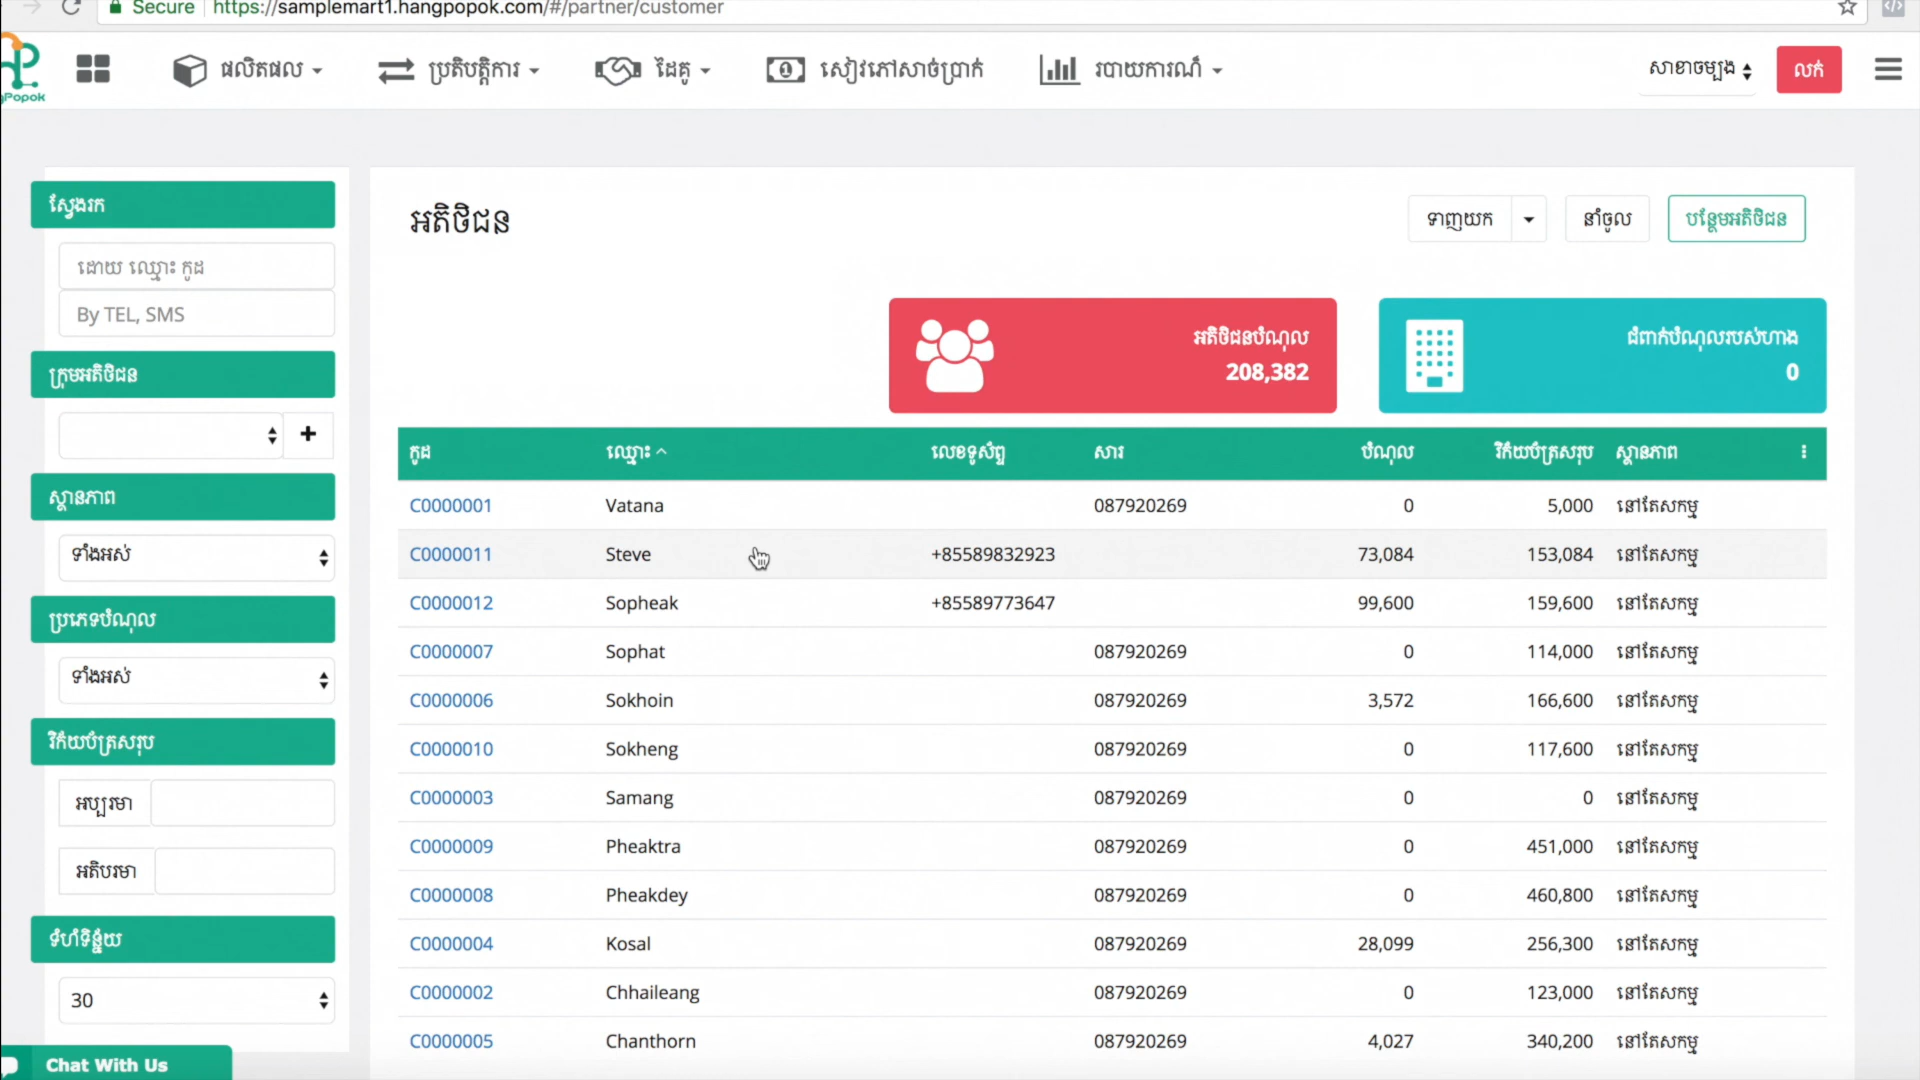 Secure https://samplemart1.hangpopok.com/#/partner/customer
ផលិតផល
ប្រតិបត្តិការ
ដៃគូ
សៀវភៅសាច់ប្រាក់
របាយការណ៍
សាខាចម្បង
លក់
gPopok
ស្វែងរក
ដោយ ឈ្មោះ កូដ
By TEL, SMS
ក្រុមអតិថិជន
ស្ថានភាព
ទាំងអស់
ប្រភេទបំណុល
ទាំងអស់
វិក័យប័ត្រសរុប
អប្បរមា
អតិបរមា
ទំហំទិន្ន័យ
30
Chat With Us
អតិថិជន
ទាញយក
នាំចូល
បន្ថែមអតិថិជន
អតិថិជនបំណុល
208,382
ជំពាក់បំណុលរបស់ហាង
0
កូដ ឈ្មោះ លេខទូស័ព្ទ សារ បំណុល វិក័យប័ត្រសរុប ស្ថានភាព
C0000001 Vatana 087920269 0 5,000 នៅតែសកម្ម
C0000011 Steve +85589832923 73,084 153,084 នៅតែសកម្ម
C0000012 Sopheak +85589773647 99,600 159,600 នៅតែសកម្ម
C0000007 Sophat 087920269 0 114,000 នៅតែសកម្ម
C0000006 Sokhoin 087920269 3,572 166,600 នៅតែសកម្ម
C0000010 Sokheng 087920269 0 117,600 នៅតែសកម្ម
C0000003 Samang 087920269 0 0 នៅតែសកម្ម
C0000009 Pheaktra 087920269 0 451,000 នៅតែសកម្ម
C0000008 Pheakdey 087920269 0 460,800 នៅតែសកម្ម
C0000004 Kosal 087920269 28,099 256,300 នៅតែសកម្ម
C0000002 Chhaileang 087920269 0 123,000 នៅតែសកម្ម
C0000005 Chanthorn 087920269 4,027 340,200 នៅតែសកម្ម